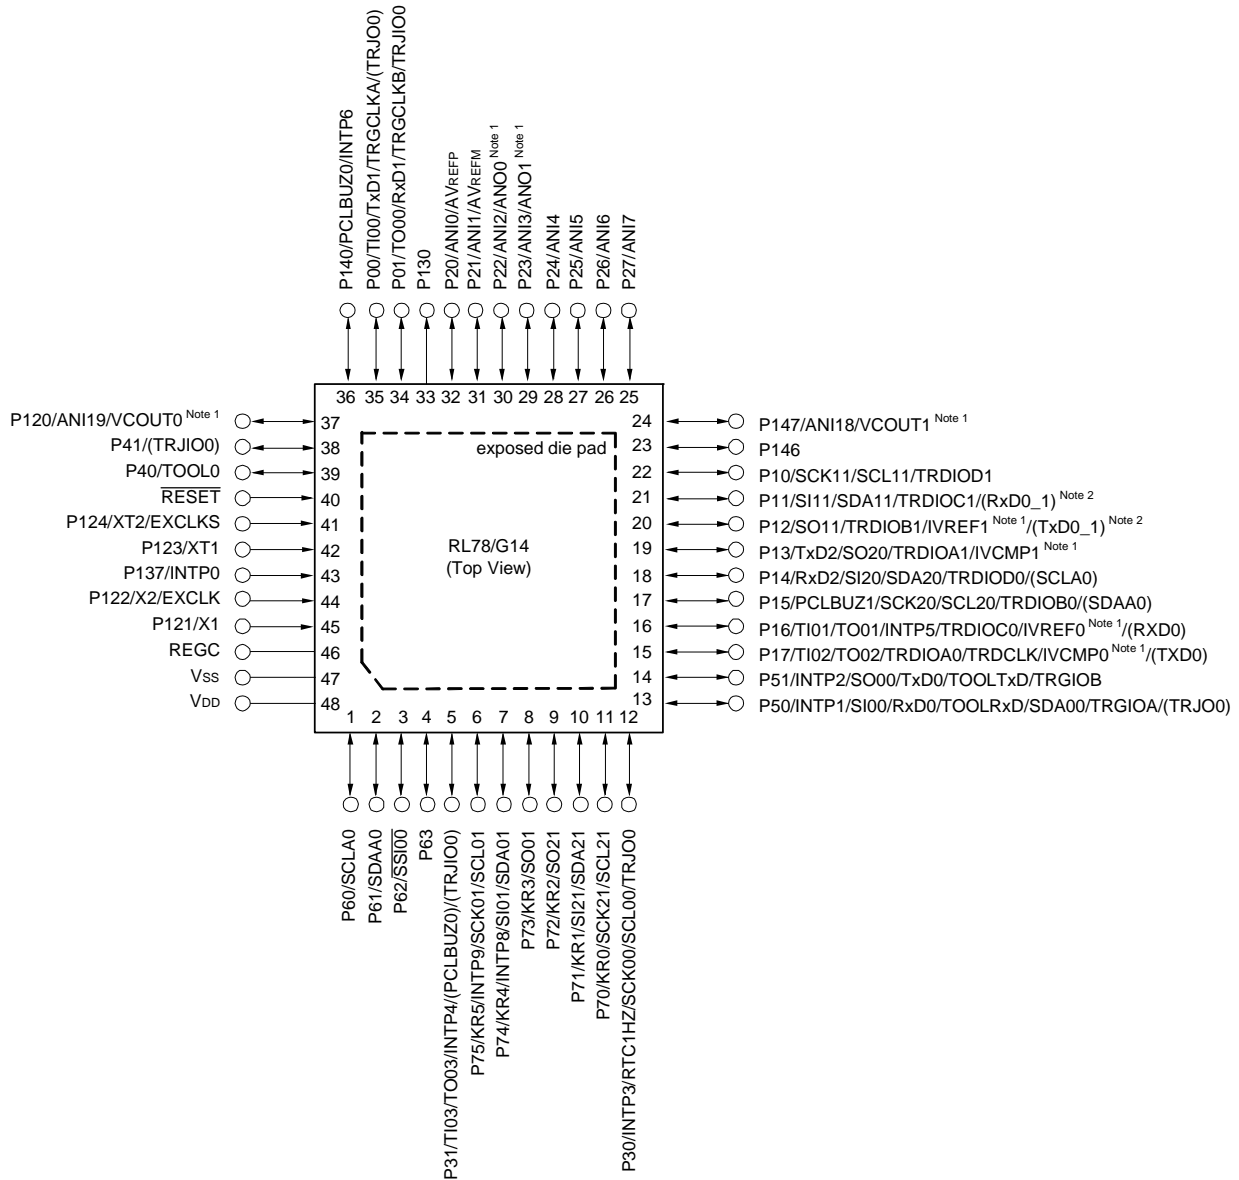 P140/PCLBUZ0/INTP6
P00/TI00/TxD1/TRGCLKA/(TRJO0)
P01/TO00/RxD1/TRGCLKB/TRJIO0
P130
P20/ANI0/AVREFP
P21/ANI1/AVREFM
P22/ANI2/ANO0 Note 1
P23/ANI3/ANO1 Note 1
P24/ANI4
P25/ANI5
P26/ANI6
P27/ANI7
36 35 34 33 32 31 30 29 28 27 26 25
P120/ANI19/VCOUT0 Note 1 37
P41/(TRJIO0) 38
P40/TOOL0 39
RESET 40
P124/XT2/EXCLKS 41
P123/XT1 42
P137/INTP0 43
P122/X2/EXCLK 44
P121/X1 45
REGC 46
VSS 47
VDD 48
exposed die pad
RL78/G14
(Top View)
24 P147/ANI18/VCOUT1 Note 1
23 P146
22 P10/SCK11/SCL11/TRDIOD1
21 P11/SI11/SDA11/TRDIOC1/(RxD0_1) Note 2
20 P12/SO11/TRDIOB1/IVREF1 Note 1/(TxD0_1) Note 2
19 P13/TxD2/SO20/TRDIOA1/IVCMP1 Note 1
18 P14/RxD2/SI20/SDA20/TRDIOD0/(SCLA0)
17 P15/PCLBUZ1/SCK20/SCL20/TRDIOB0/(SDAA0)
16 P16/TI01/TO01/INTP5/TRDIOC0/IVREF0 Note 1/(RXD0)
15 P17/TI02/TO02/TRDIOA0/TRDCLK/IVCMP0 Note 1/(TXD0)
14 P51/INTP2/SO00/TxD0/TOOLTxD/TRGIOB
13 P50/INTP1/SI00/RxD0/TOOLRxD/SDA00/TRGIOA/(TRJO0)
1 2 3 4 5 6 7 8 9 10 11 12
P60/SCLA0
P61/SDAA0
P62/SSI00
P63
P31/TI03/TO03/INTP4/(PCLBUZ0)/(TRJIO0)
P75/KR5/INTP9/SCK01/SCL01
P74/KR4/INTP8/SI01/SDA01
P73/KR3/SO01
P72/KR2/SO21
P71/KR1/SI21/SDA21
P70/KR0/SCK21/SCL21
P30/INTP3/RTC1HZ/SCK00/SCL00/TRJO0